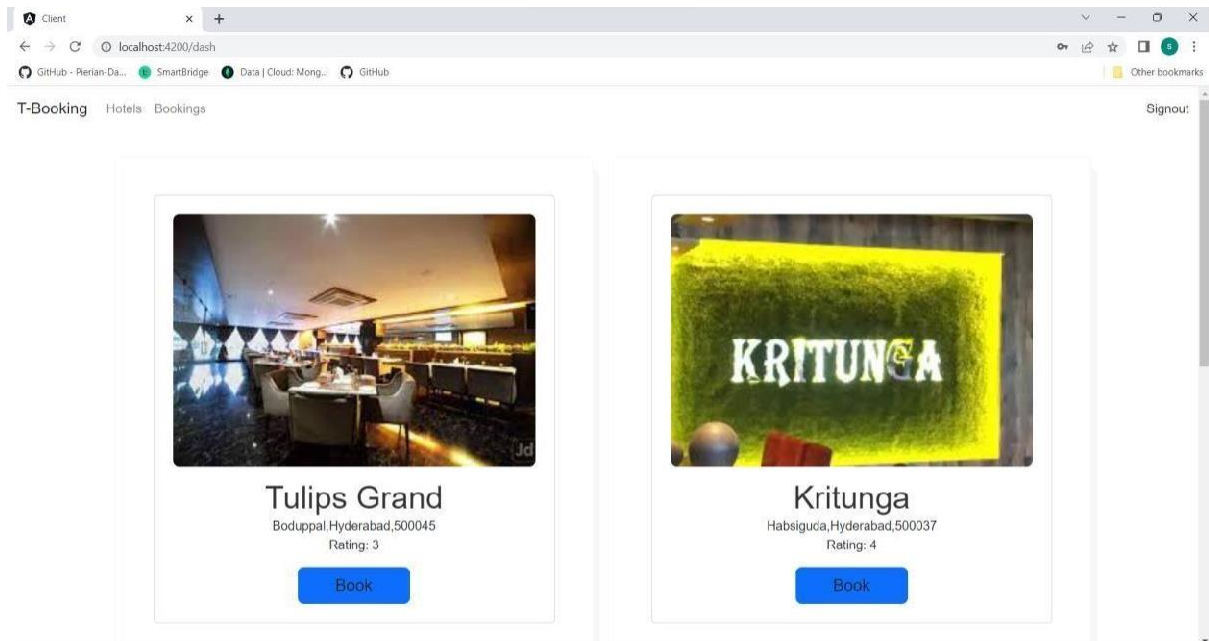 Client
localhost:4200/dash
GitHub - Pierian-Da...
SmartBridge
Data | Cloud: Mong...
GitHub
Other bookmarks
T-Booking
Hotels
Bookings
Signout
KRITUNGA
Jd
Tulips Grand
Boduppal,Hyderabad,500045
Rating: 3
Book
Kritunga
Habsiguda,Hyderabad,500037
Rating: 4
Book